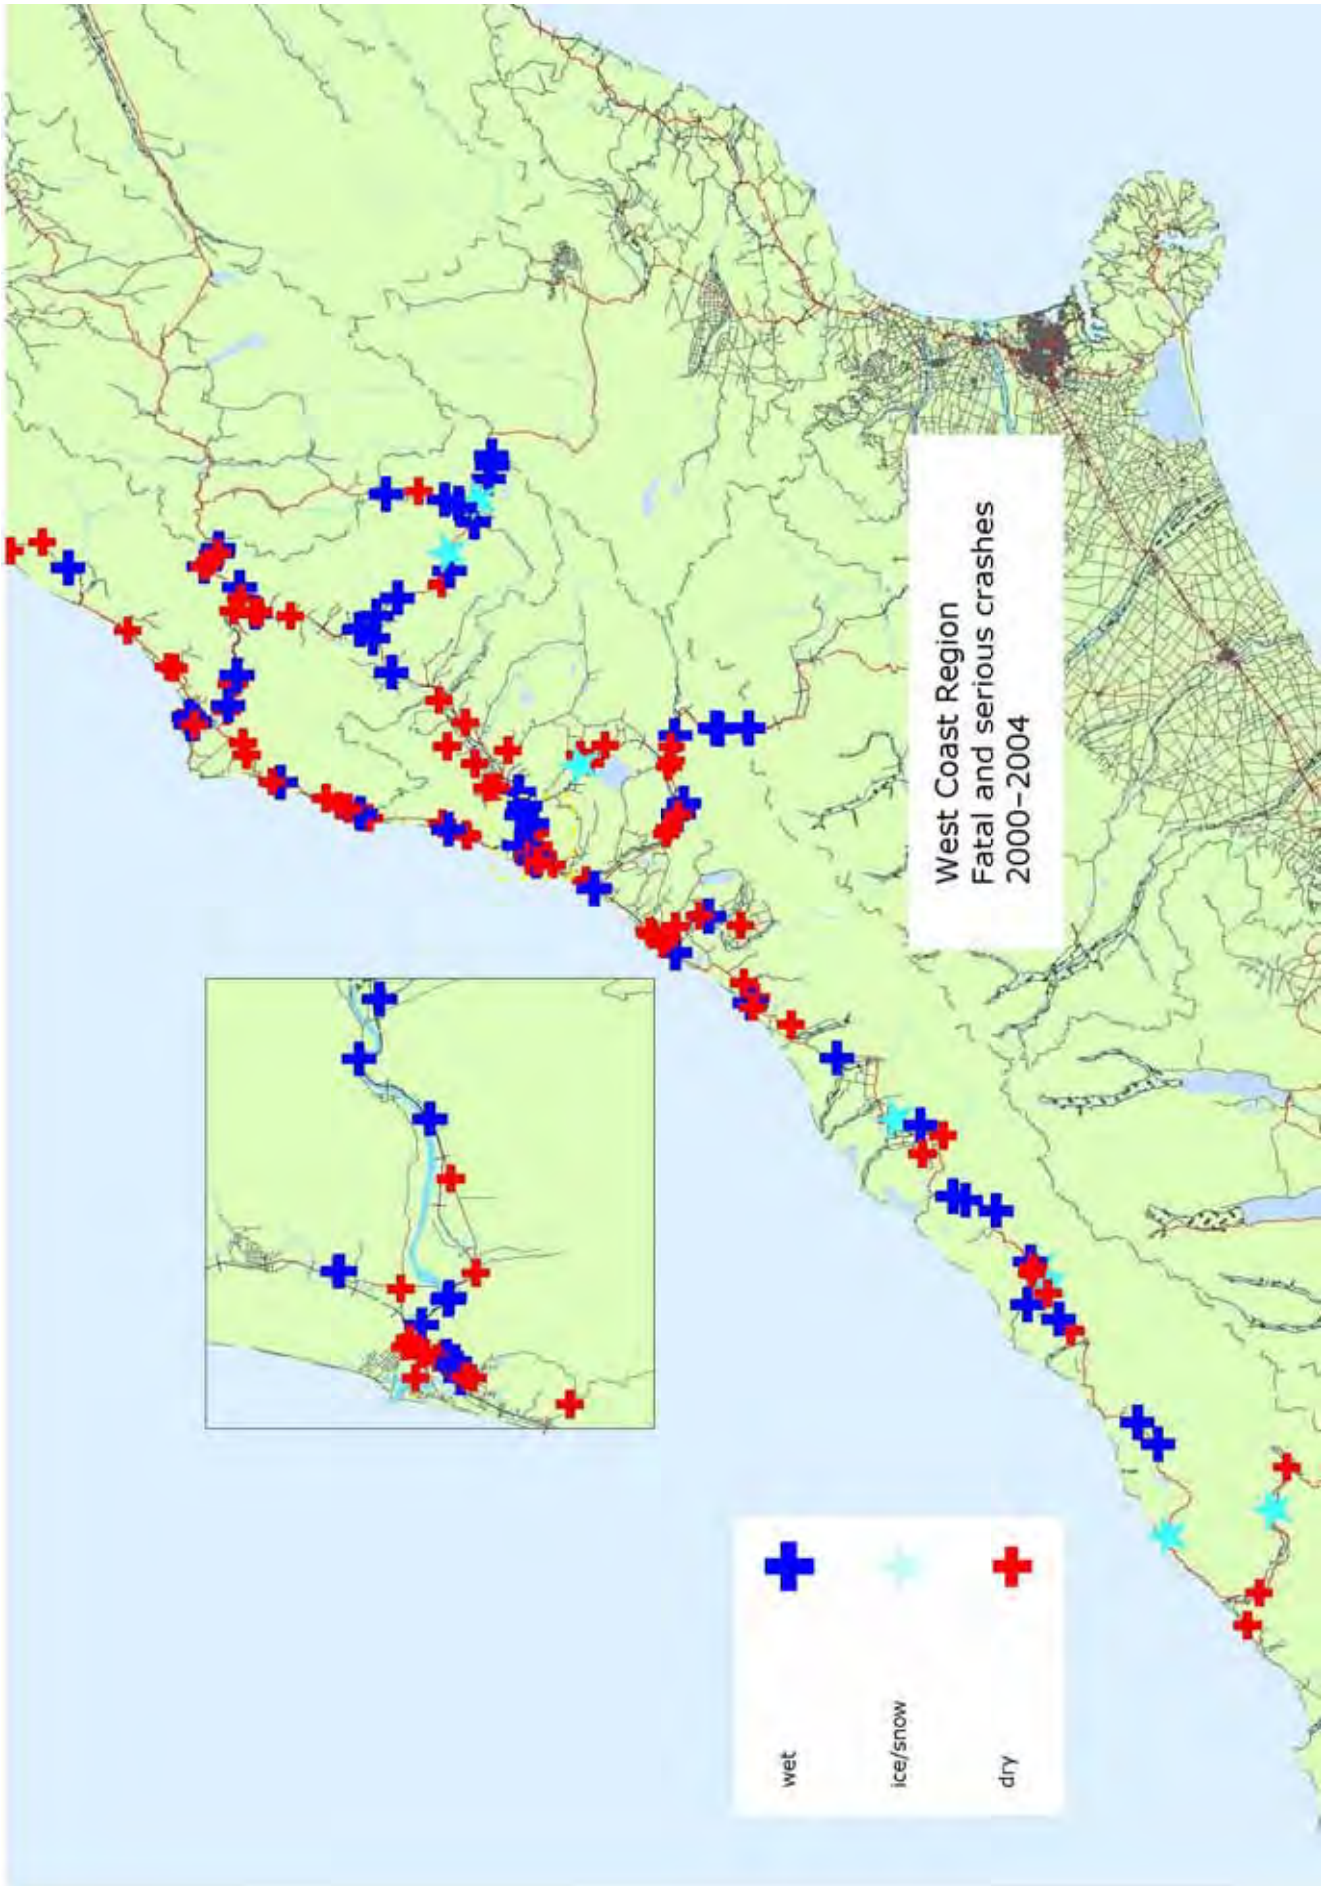 West Coast Region
Fatal and serious crashes
2000–2004
wet
ice/snow
dry